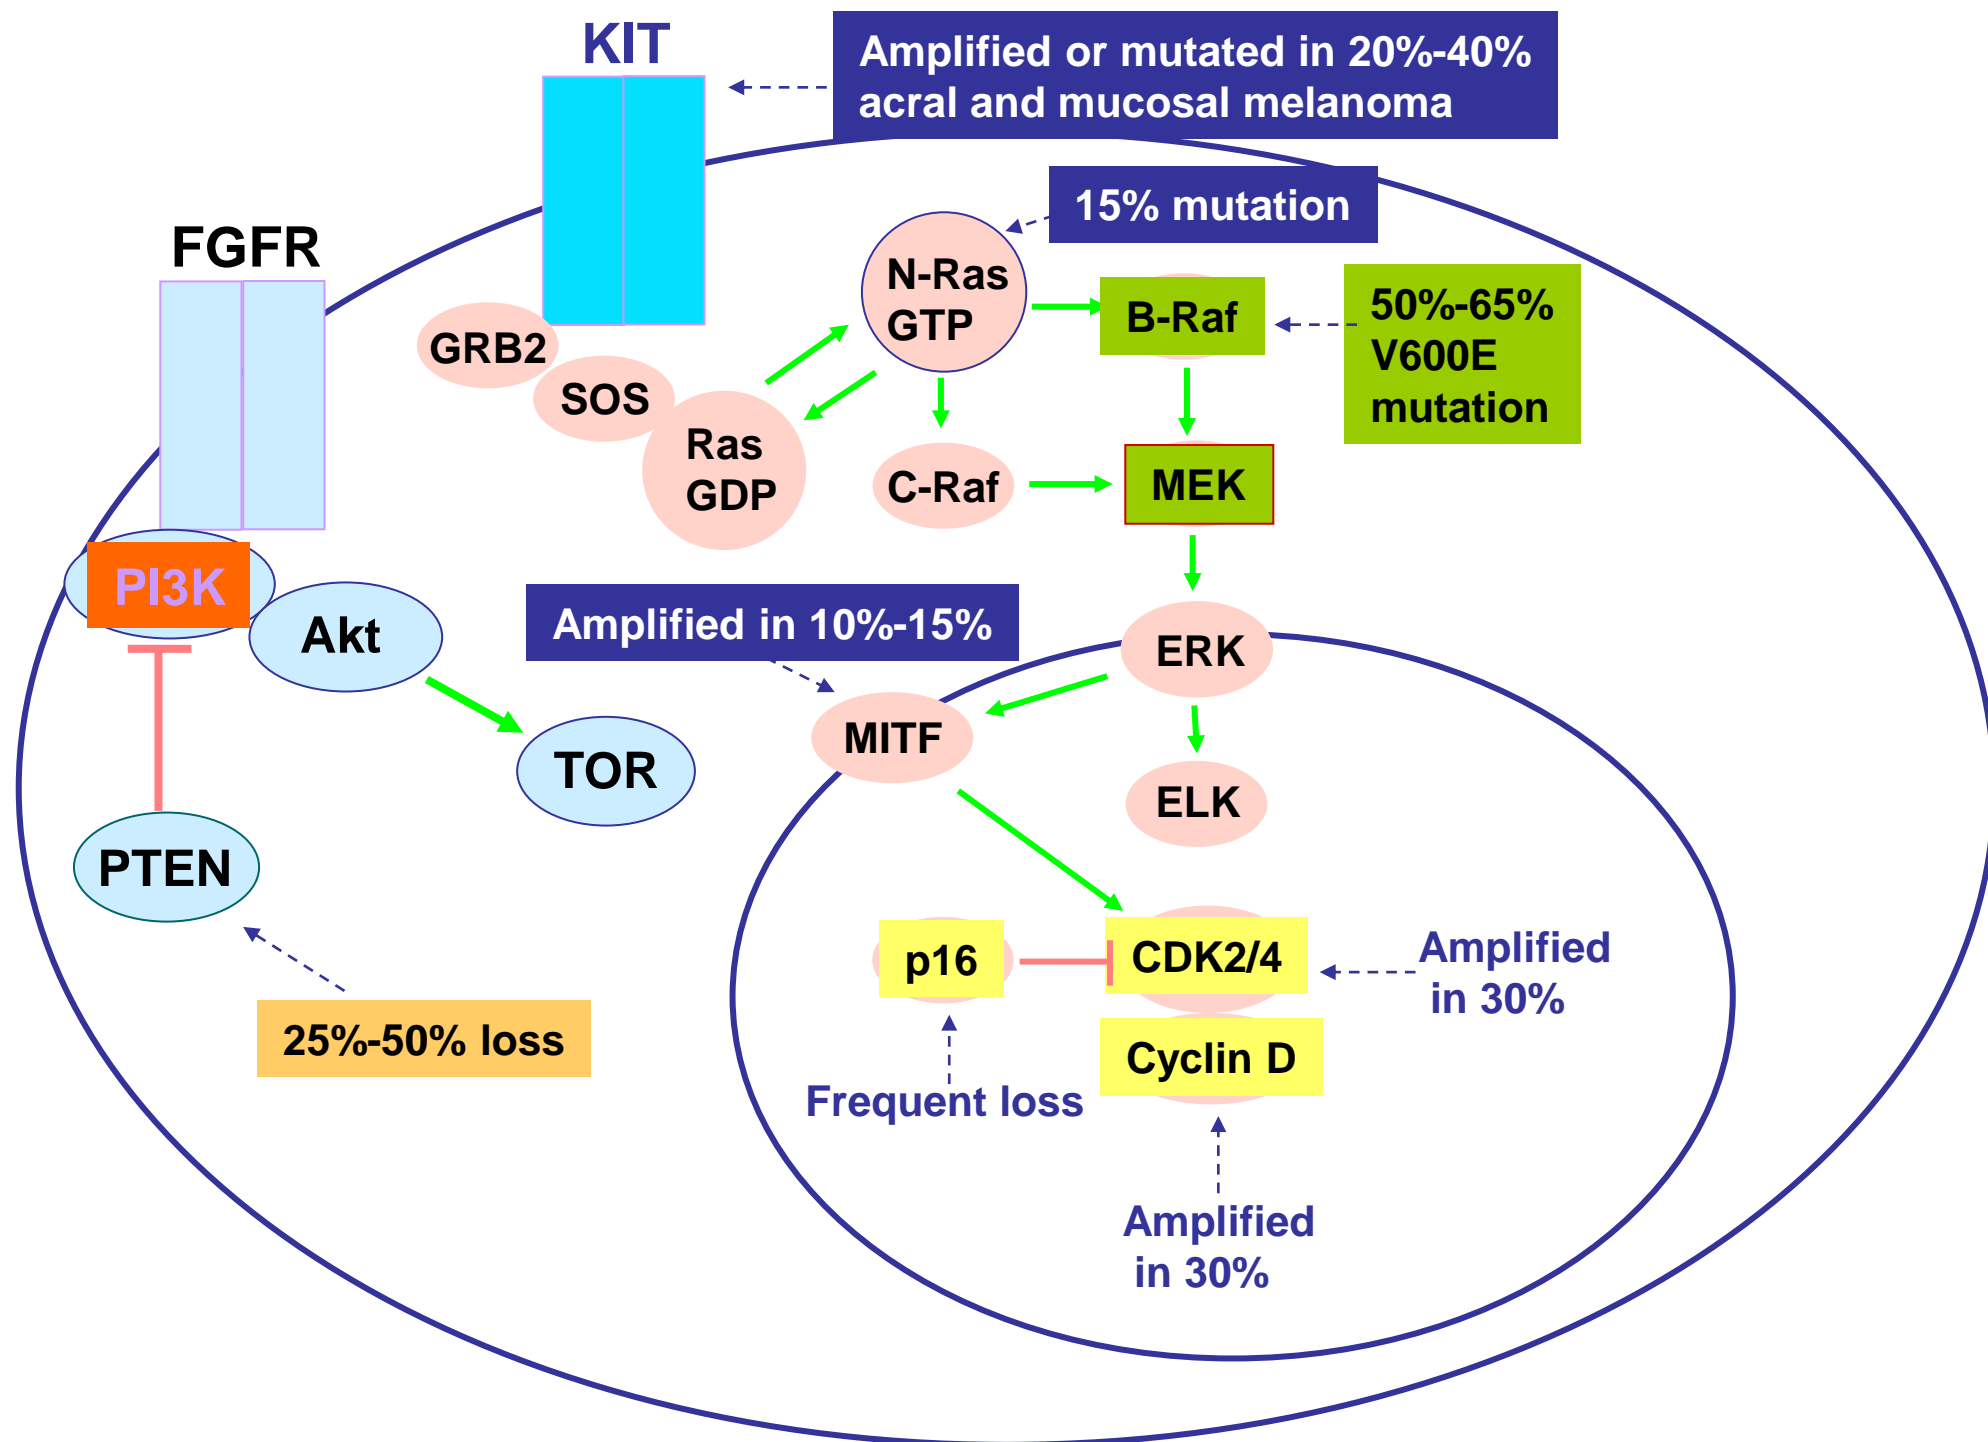 KIT
Amplified or mutated in 20%-40%
acral and mucosal melanoma
15% mutation
FGFR
N-Ras
GTP
B-Raf
50%-65%
V600E
mutation
GRB2
SOS
Ras
GDP
C-Raf
MEK
PI3K
Akt
Amplified in 10%-15%
ERK
MITF
TOR
ELK
PTEN
p16
CDK2/4
Amplified
in 30%
25%-50% loss
Cyclin D
Frequent loss
Amplified
in 30%